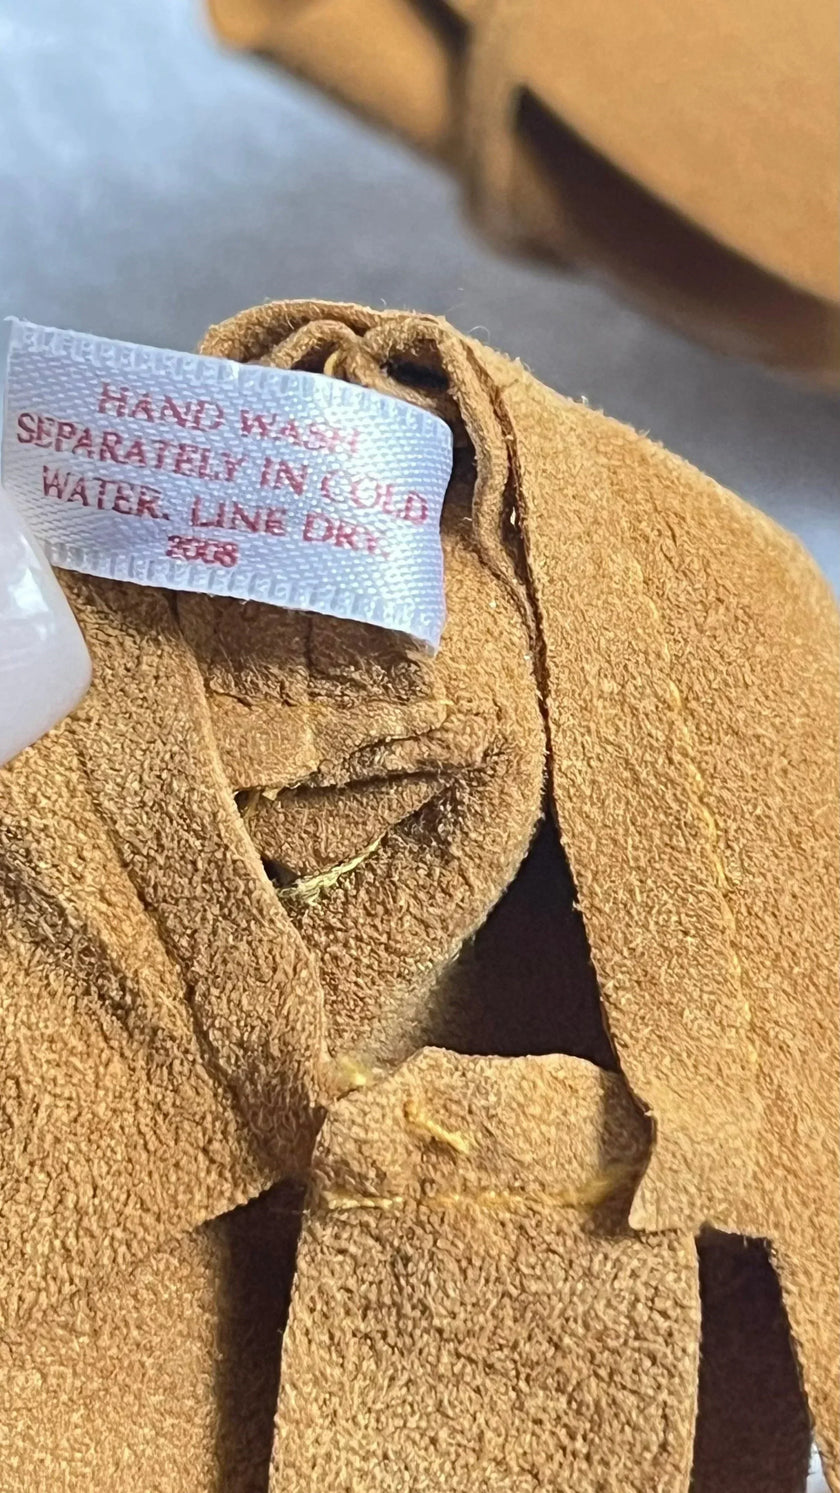 HAND WASH
SEPARATELY IN COLD
WATER. LINE DRY.
2008